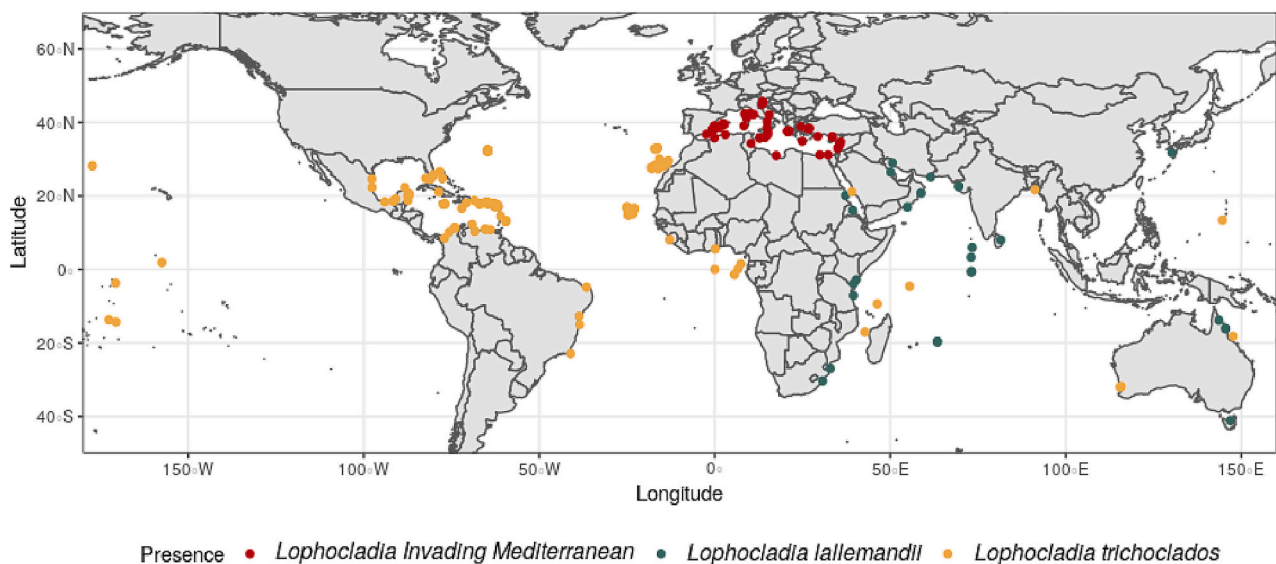 60°N
40°N
20°N
0°
20°S
40°S
Latitude
150°W 100°W 50°W 0° 50°E 100°E 150°E
Longitude
Presence Lophocladia Invading Mediterranean Lophocladia lallemandii Lophocladia trichoclados